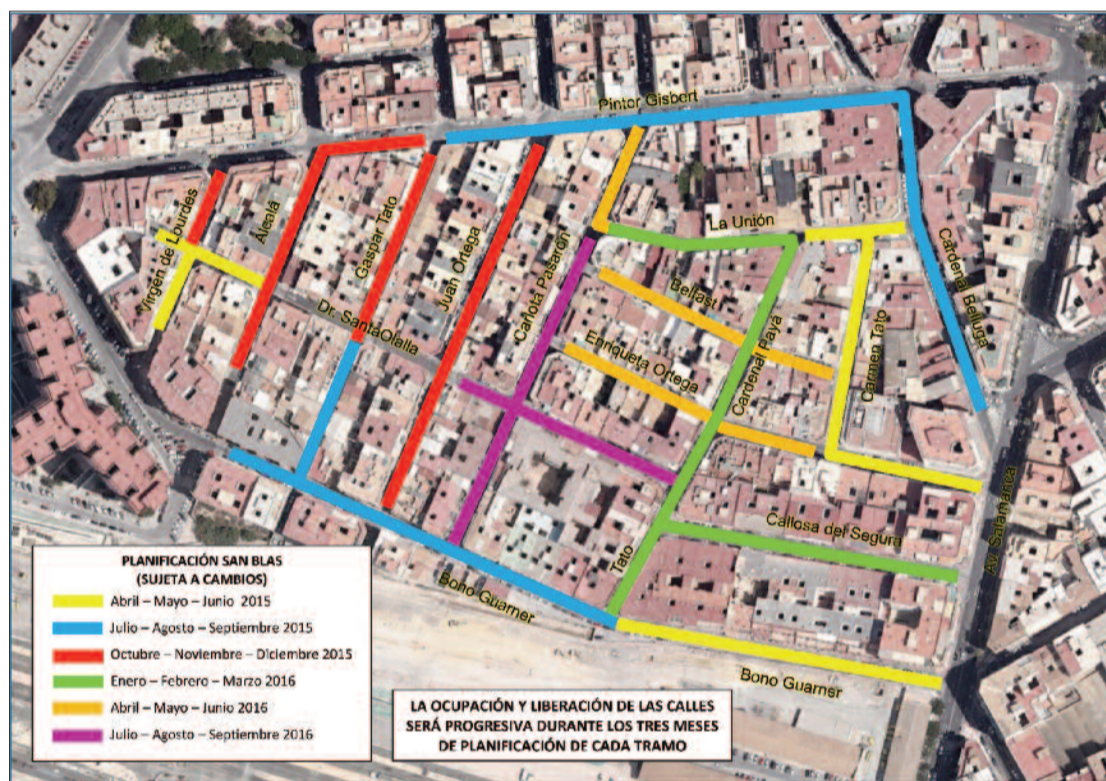 Pintor Gisbert
Virgen de Lourdes
Alcalá
Gaspar Tato
Juan Ortega
Carlota Pasarón
La Unión
Cardenal Belluga
Belfast
Dr. SantaOlalla
Enriqueta Ortega
Cardenal Payá
Carmen Tato
Av. Salamanca
Callosa del Segura
Tato
Bono Guarner
Bono Guarner
PLANIFICACIÓN SAN BLAS
(SUJETA A CAMBIOS)
Abril – Mayo – Junio 2015
Julio – Agosto – Septiembre 2015
Octubre – Noviembre – Diciembre 2015
Enero – Febrero – Marzo 2016
Abril – Mayo – Junio 2016
Julio – Agosto – Septiembre 2016
LA OCUPACIÓN Y LIBERACIÓN DE LAS CALLES
SERÁ PROGRESIVA DURANTE LOS TRES MESES
DE PLANIFICACIÓN DE CADA TRAMO